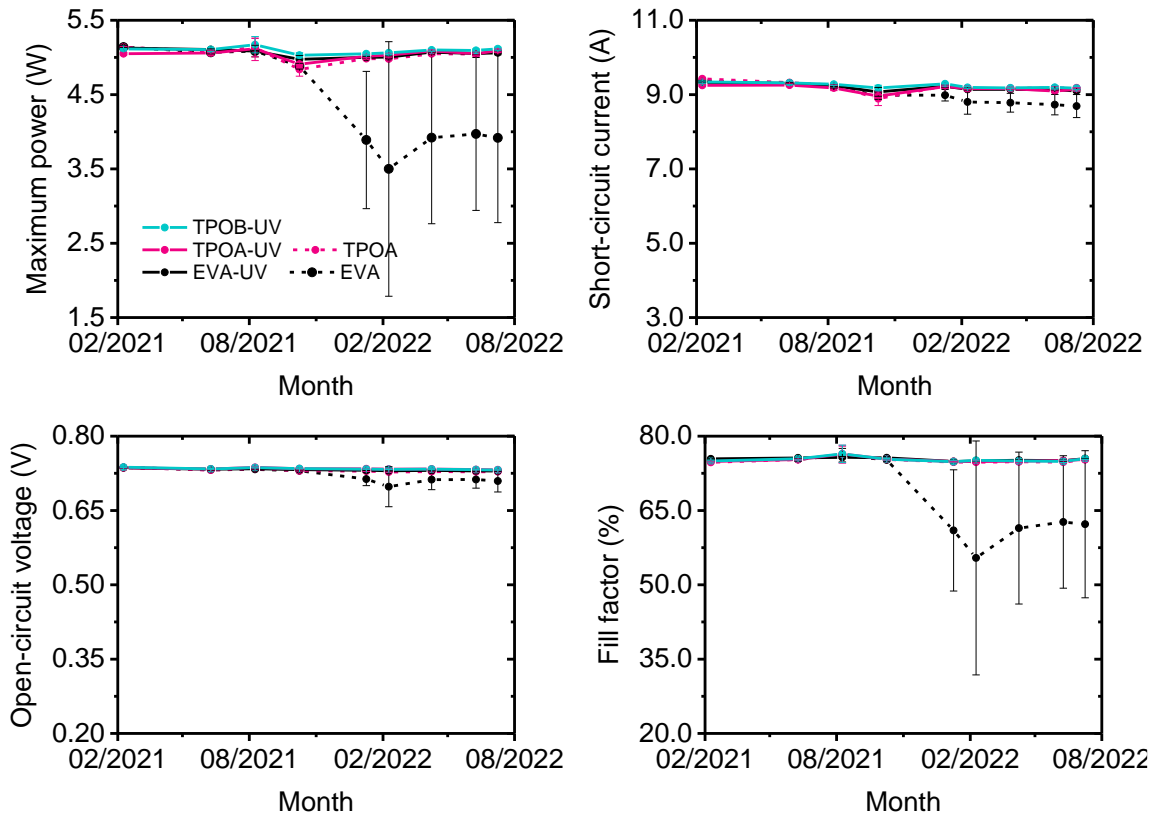 Maximum power (W)
5.5
4.5
3.5
2.5
1.5
TPOB-UV
TPOA-UV TPOA
EVA-UV EVA
02/2021 08/2021 02/2022 08/2022
Month
Short-circuit current (A)
11.0
9.0
7.0
5.0
3.0
02/2021 08/2021 02/2022 08/2022
Month
Open-circuit voltage (V)
0.80
0.65
0.50
0.35
0.20
02/2021 08/2021 02/2022 08/2022
Month
Fill factor (%)
80.0
65.0
50.0
35.0
20.0
02/2021 08/2021 02/2022 08/2022
Month